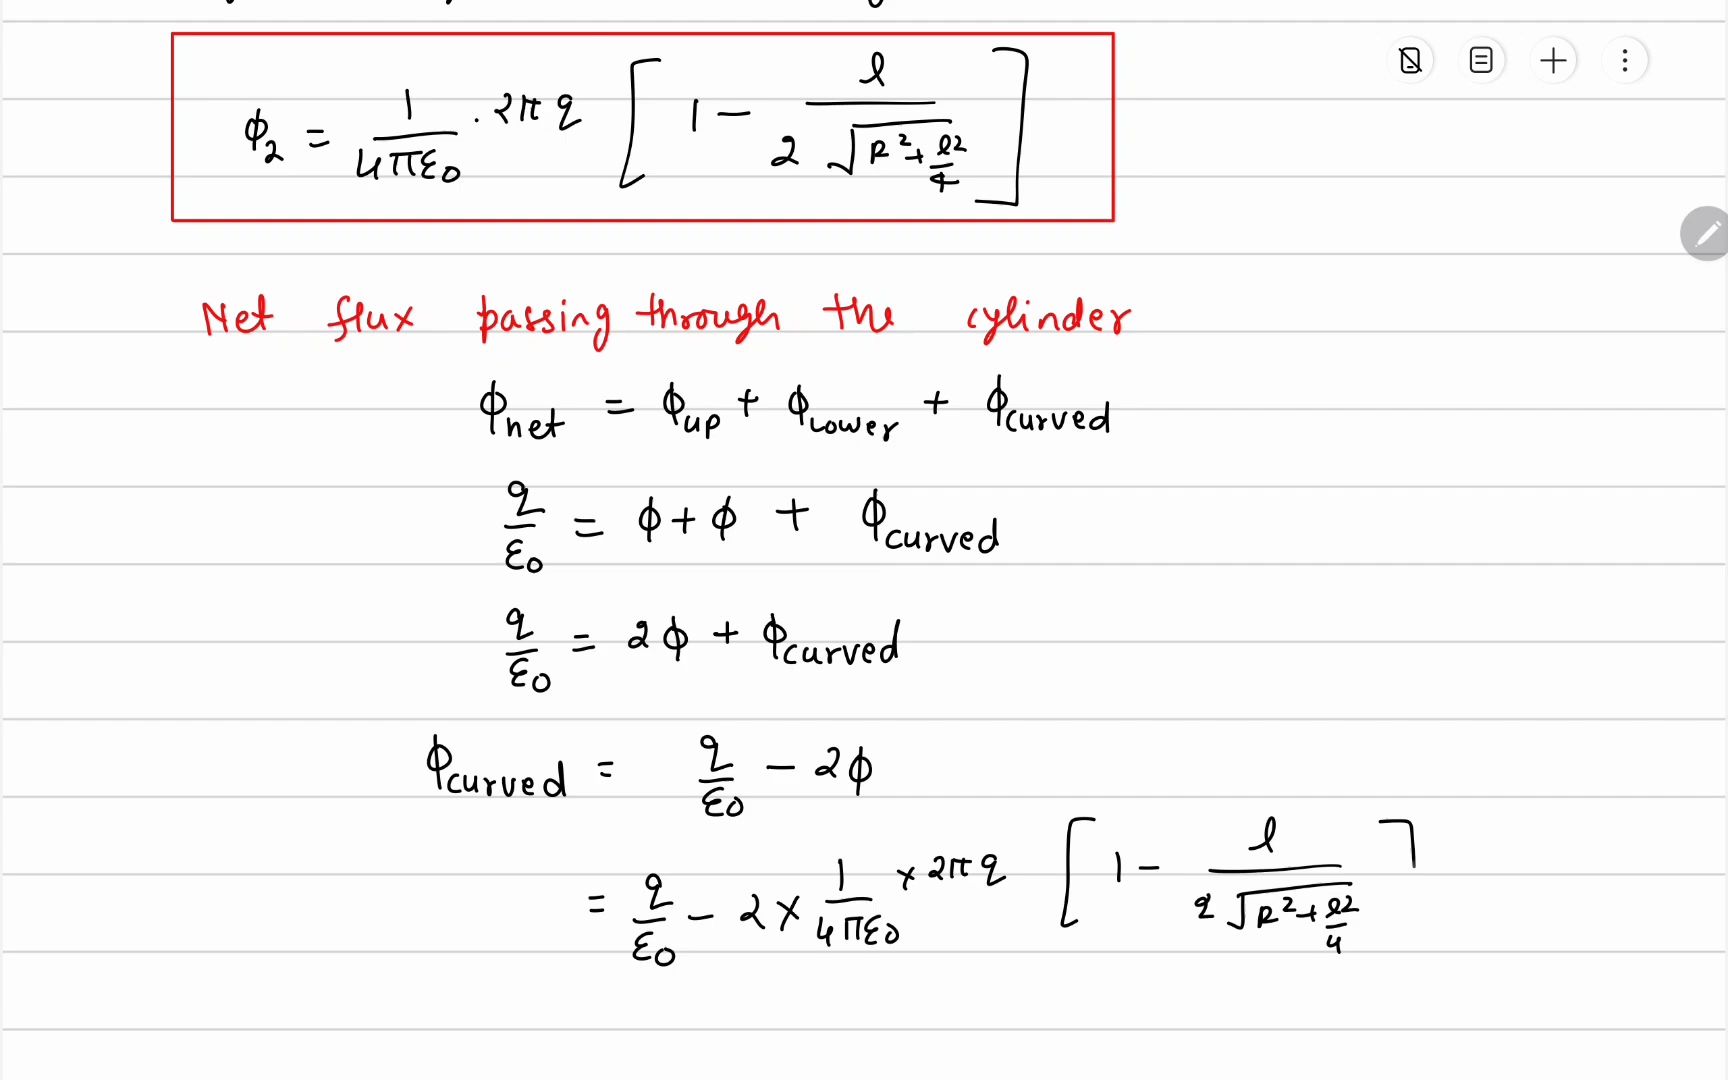 ϕ₂ = 1/(4πε₀) · 2πq [ 1 − l/(2 √(R² + l²/4)) ]
Net flux passing through the cylinder
ϕnet = ϕup + ϕLower + ϕcurved
q/ε₀ = ϕ + ϕ + ϕcurved
q/ε₀ = 2ϕ + ϕcurved
ϕcurved = q/ε₀ − 2ϕ
= q/ε₀ − 2 × 1/(4πε₀) × 2πq [ 1 − l/(2 √(R² + l²/4)) ]